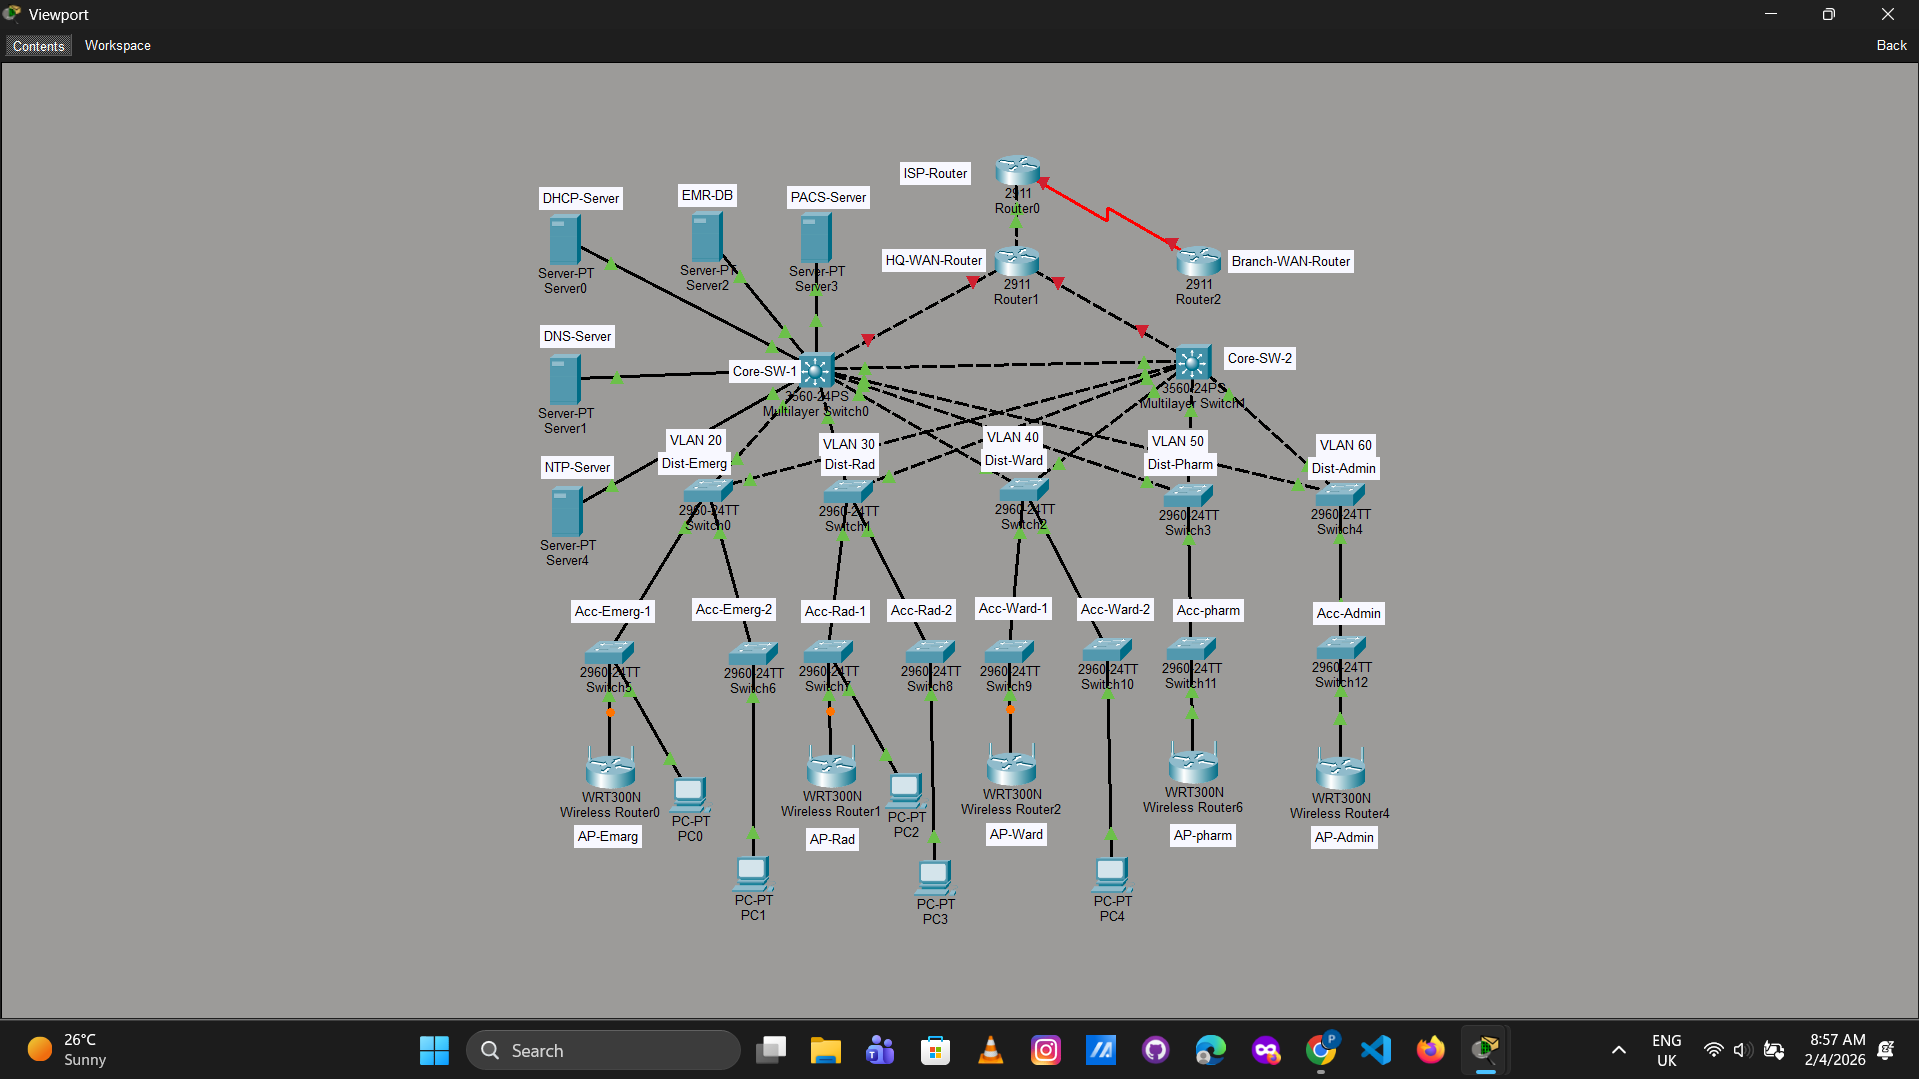 Viewport
Contents
Workspace
Back
ISP-Router
2911
Router0
DHCP-Server
EMR-DB
PACS-Server
Server-PT
Server0
Server-PT
Server2
Server-PT
Server3
HQ-WAN-Router
2911
Router1
Branch-WAN-Router
2911
Router2
DNS-Server
Server-PT
Server1
Core-SW-1
3560-24PS
Multilayer Switch0
Core-SW-2
3560-24PS
Multilayer Switch1
NTP-Server
Server-PT
Server4
VLAN 20
Dist-Emerg
2960-24TT
Switch0
VLAN 30
Dist-Rad
2960-24TT
Switch1
VLAN 40
Dist-Ward
2960-24TT
Switch2
VLAN 50
Dist-Pharm
2960-24TT
Switch3
VLAN 60
Dist-Admin
2960-24TT
Switch4
Acc-Emerg-1
2960-24TT
Switch5
Acc-Emerg-2
2960-24TT
Switch6
Acc-Rad-1
2960-24TT
Switch7
Acc-Rad-2
2960-24TT
Switch8
Acc-Ward-1
2960-24TT
Switch9
Acc-Ward-2
2960-24TT
Switch10
Acc-pharm
2960-24TT
Switch11
Acc-Admin
2960-24TT
Switch12
WRT300N
Wireless Router0
AP-Emarg
PC-PT
PC0
PC-PT
PC1
WRT300N
Wireless Router1
AP-Rad
PC-PT
PC2
PC-PT
PC3
WRT300N
Wireless Router2
AP-Ward
PC-PT
PC4
WRT300N
Wireless Router6
AP-pharm
WRT300N
Wireless Router4
AP-Admin
26°C
Sunny
Search
P
ENG
UK
8:57 AM
2/4/2026